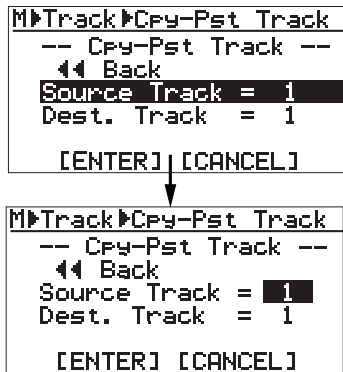 M▶Track▶Cpy-Pst Track
-- Cpy-Pst Track --
◀◀ Back
Source Track = 1
Dest. Track = 1
[ENTER] [CANCEL]
M▶Track▶Cpy-Pst Track
-- Cpy-Pst Track --
◀◀ Back
Source Track = 1
Dest. Track = 1
[ENTER] [CANCEL]